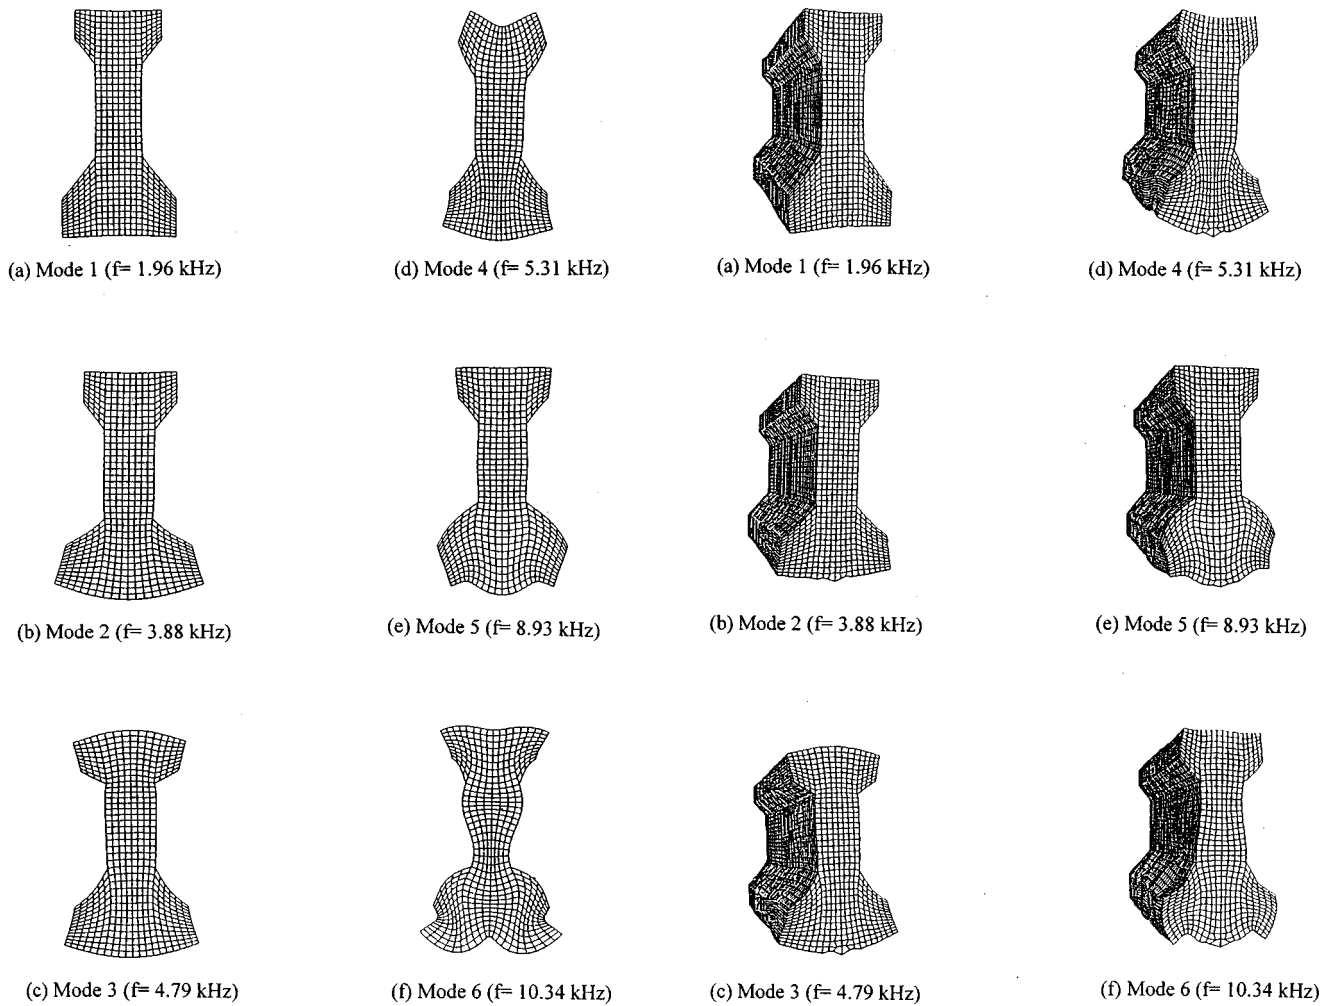 (a) Mode 1 (f= 1.96 kHz)
(d) Mode 4 (f= 5.31 kHz)
(a) Mode 1 (f= 1.96 kHz)
(d) Mode 4 (f= 5.31 kHz)
(b) Mode 2 (f= 3.88 kHz)
(e) Mode 5 (f= 8.93 kHz)
(b) Mode 2 (f= 3.88 kHz)
(e) Mode 5 (f= 8.93 kHz)
(c) Mode 3 (f= 4.79 kHz)
(f) Mode 6 (f= 10.34 kHz)
(c) Mode 3 (f= 4.79 kHz)
(f) Mode 6 (f= 10.34 kHz)